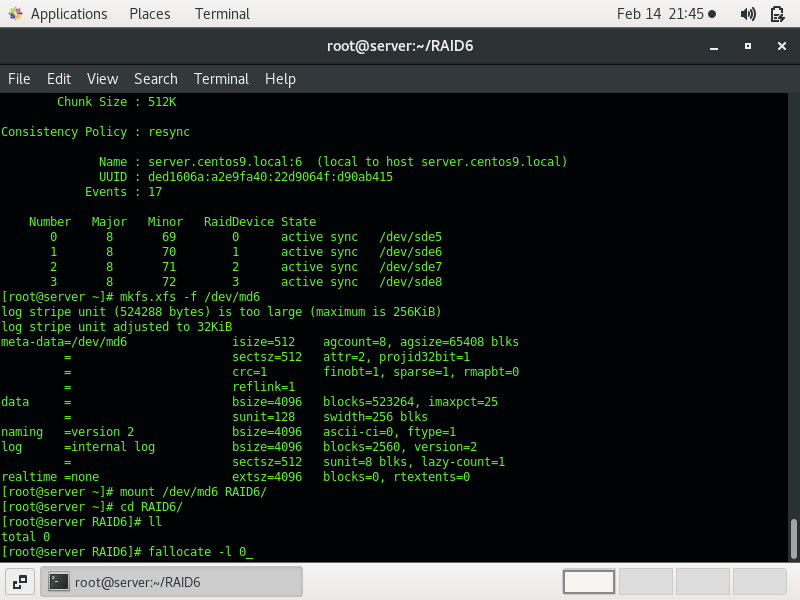 Applications Places Terminal Feb 14 21:45
root@server:~/RAID6
File Edit View Search Terminal Help
Chunk Size : 512K
Consistency Policy : resync
Name : server.centos9.local:6 (local to host server.centos9.local)
UUID : ded1606a:a2e9fa40:22d9064f:d90ab415
Events : 17
Number Major Minor RaidDevice State
0 8 69 0 active sync /dev/sde5
1 8 70 1 active sync /dev/sde6
2 8 71 2 active sync /dev/sde7
3 8 72 3 active sync /dev/sde8
[root@server ~]# mkfs.xfs -f /dev/md6
log stripe unit (524288 bytes) is too large (maximum is 256KiB)
log stripe unit adjusted to 32KiB
meta-data=/dev/md6 isize=512 agcount=8, agsize=65408 blks
= sectsz=512 attr=2, projid32bit=1
= crc=1 finobt=1, sparse=1, rmapbt=0
= reflink=1
data = bsize=4096 blocks=523264, imaxpct=25
= sunit=128 swidth=256 blks
naming =version 2 bsize=4096 ascii-ci=0, ftype=1
log =internal log bsize=4096 blocks=2560, version=2
= sectsz=512 sunit=8 blks, lazy-count=1
realtime =none extsz=4096 blocks=0, rtextents=0
[root@server ~]# mount /dev/md6 RAID6/
[root@server ~]# cd RAID6/
[root@server RAID6]# ll
total 0
[root@server RAID6]# fallocate -l 0_
root@server:~/RAID6